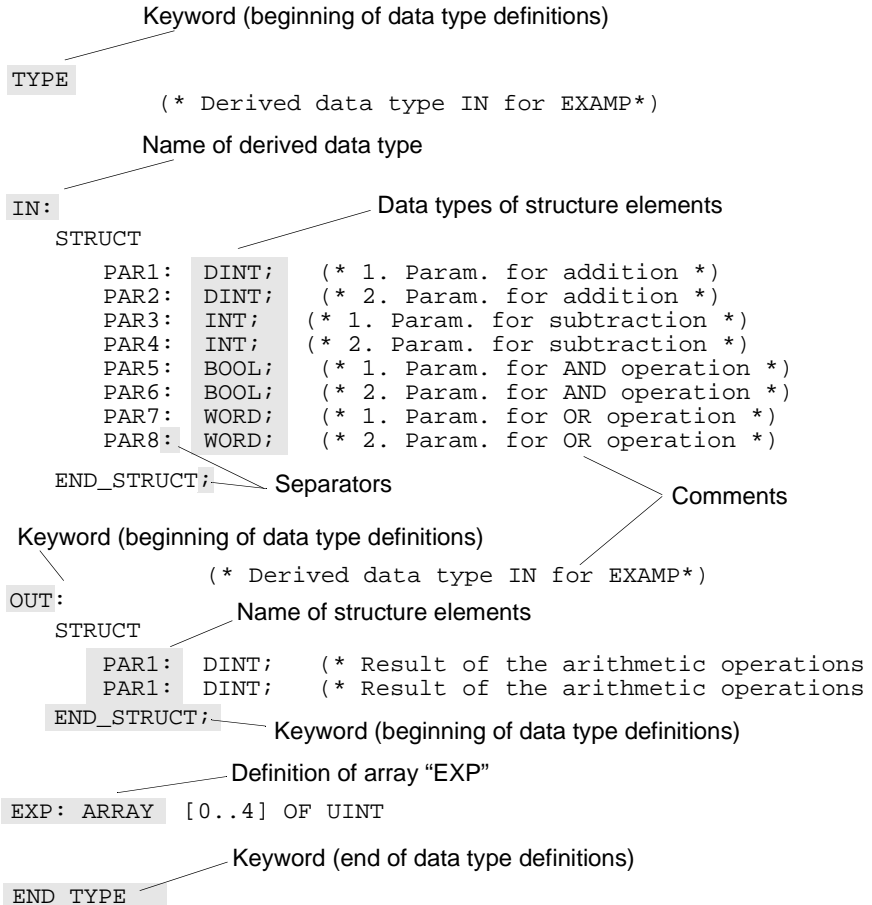 Keyword (beginning of data type definitions)
TYPE
(* Derived data type IN for EXAMP*)
Name of derived data type
IN:
Data types of structure elements
STRUCT
PAR1: DINT; (* 1. Param. for addition *)
PAR2: DINT; (* 2. Param. for addition *)
PAR3: INT; (* 1. Param. for subtraction *)
PAR4: INT; (* 2. Param. for subtraction *)
PAR5: BOOL; (* 1. Param. for AND operation *)
PAR6: BOOL; (* 2. Param. for AND operation *)
PAR7: WORD; (* 1. Param. for OR operation *)
PAR8: WORD; (* 2. Param. for OR operation *)
END_STRUCT; Separators
Comments
Keyword (beginning of data type definitions)
(* Derived data type IN for EXAMP*)
OUT:
Name of structure elements
STRUCT
PAR1: DINT; (* Result of the arithmetic operations
PAR1: DINT; (* Result of the arithmetic operations
END_STRUCT;
Keyword (beginning of data type definitions)
Definition of array “EXP”
EXP: ARRAY [0..4] OF UINT
Keyword (end of data type definitions)
END TYPE